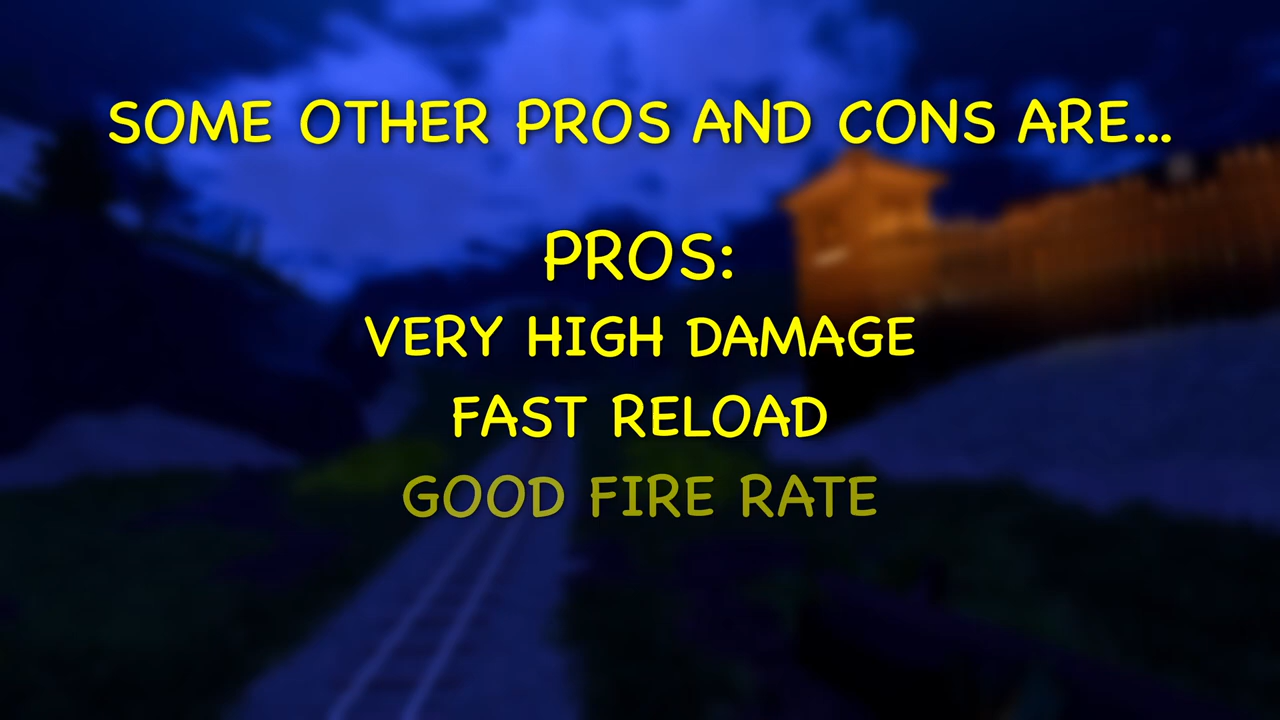 SOME OTHER PROS AND CONS ARE...
PROS:
VERY HIGH DAMAGE
FAST RELOAD
GOOD FIRE RATE